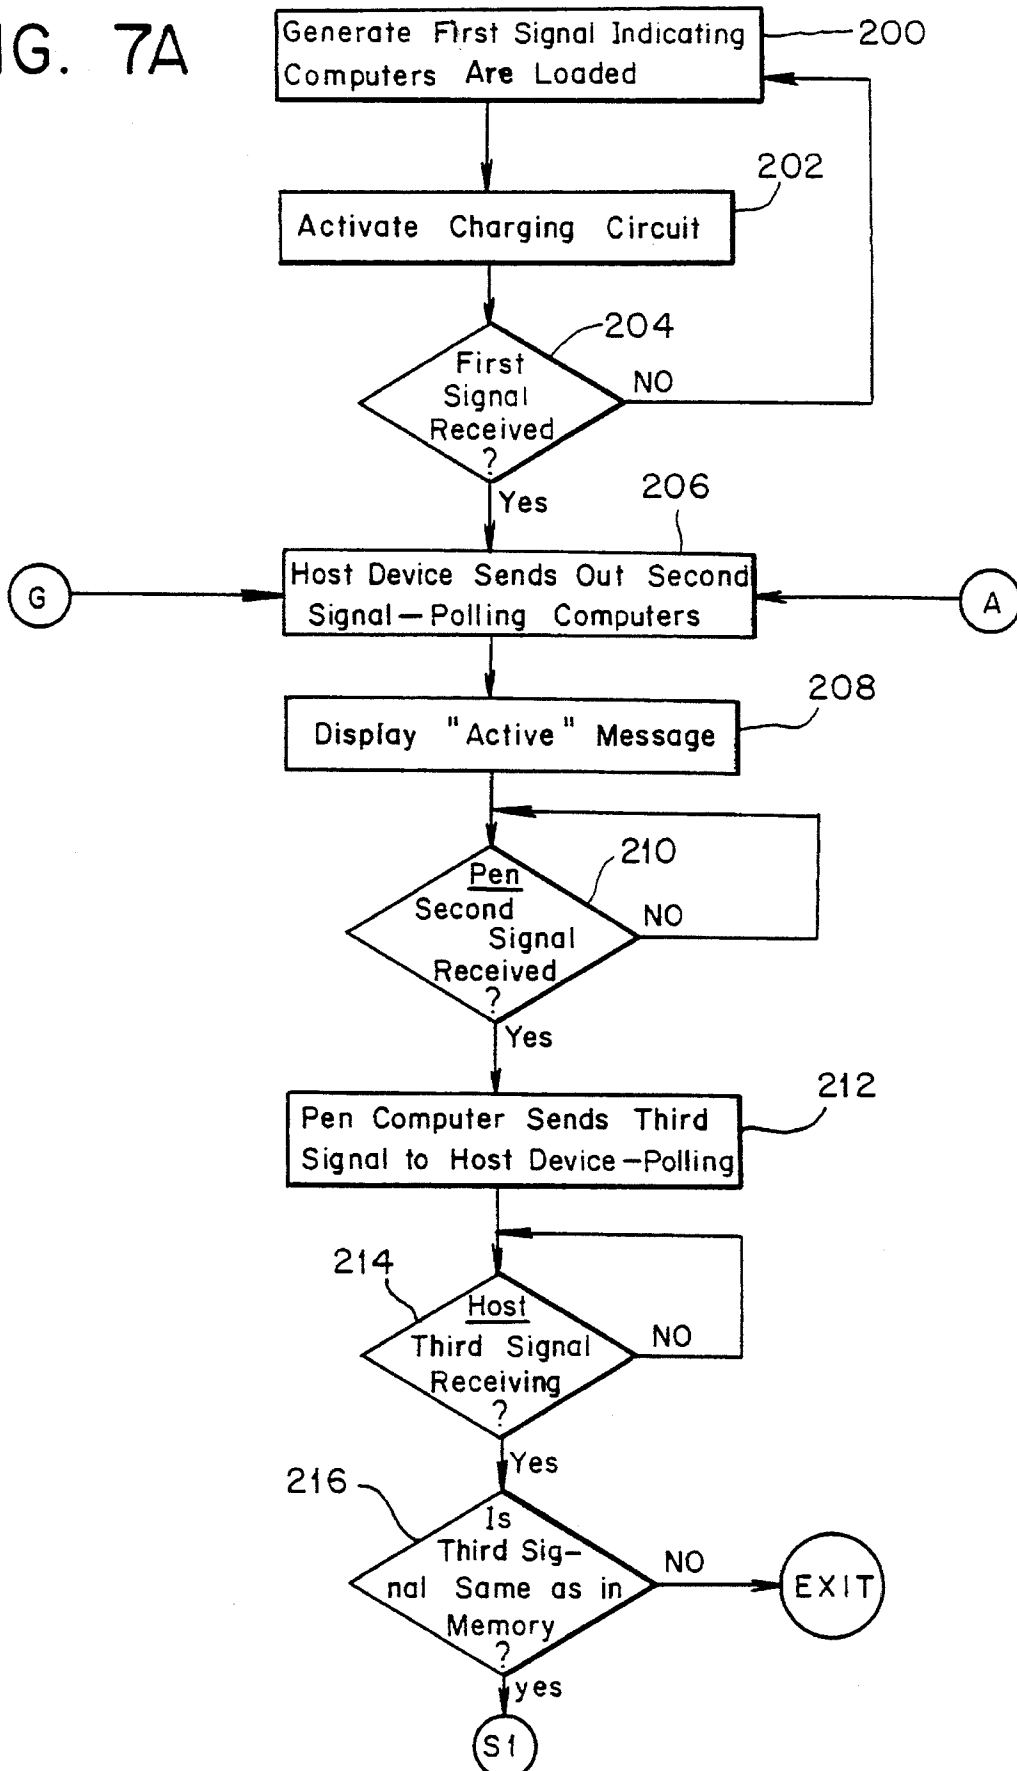 IG. 7A
Generate First Signal Indicating
Computers Are Loaded
200
202
Activate Charging Circuit
204
First
Signal
Received
?
NO
Yes
206
G
Host Device Sends Out Second
Signal—Polling Computers
A
208
Display "Active" Message
210
Pen
Second
Signal
Received
?
NO
Yes
212
Pen Computer Sends Third
Signal to Host Device—Polling
214
Host
Third Signal
Receiving
?
NO
Yes
216
Is
Third Sig-
nal Same as in
Memory
?
NO
EXIT
yes
S1